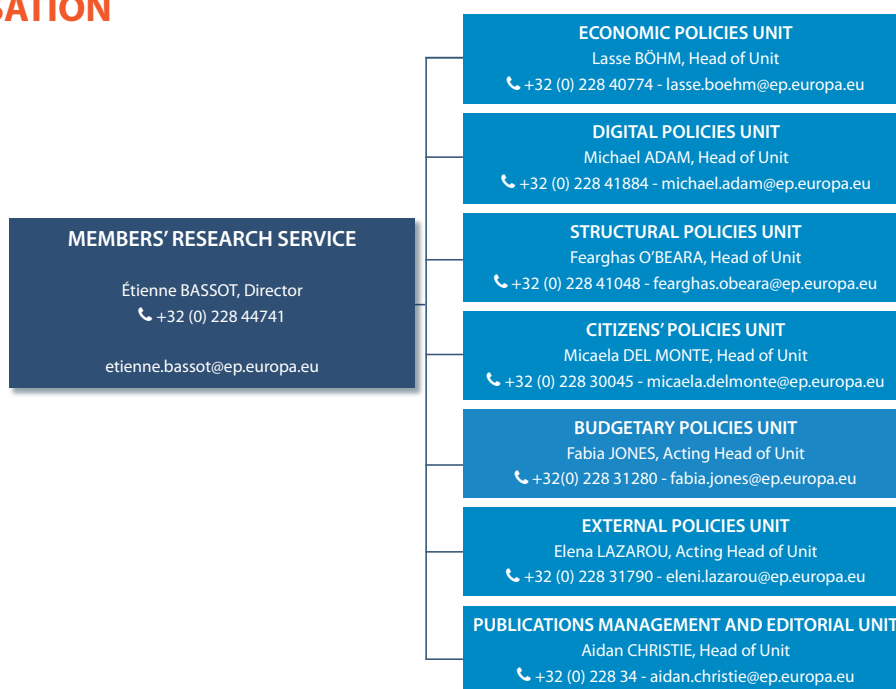 SATION
MEMBERS’ RESEARCH SERVICE
Étienne BASSOT, Director
+32 (0) 228 44741
etienne.bassot@ep.europa.eu
ECONOMIC POLICIES UNIT
Lasse BÖHM, Head of Unit
+32 (0) 228 40774 - lasse.boehm@ep.europa.eu
DIGITAL POLICIES UNIT
Michael ADAM, Head of Unit
+32 (0) 228 41884 - michael.adam@ep.europa.eu
STRUCTURAL POLICIES UNIT
Fearghas O’BEARA, Head of Unit
+32 (0) 228 41048 - fearghas.obeara@ep.europa.eu
CITIZENS’ POLICIES UNIT
Micaela DEL MONTE, Head of Unit
+32 (0) 228 30045 - micaela.delmonte@ep.europa.eu
BUDGETARY POLICIES UNIT
Fabia JONES, Acting Head of Unit
+32(0) 228 31280 - fabia.jones@ep.europa.eu
EXTERNAL POLICIES UNIT
Elena LAZAROU, Acting Head of Unit
+32 (0) 228 31790 - eleni.lazarou@ep.europa.eu
PUBLICATIONS MANAGEMENT AND EDITORIAL UNIT
Aidan CHRISTIE, Head of Unit
+32 (0) 228 34 - aidan.christie@ep.europa.eu